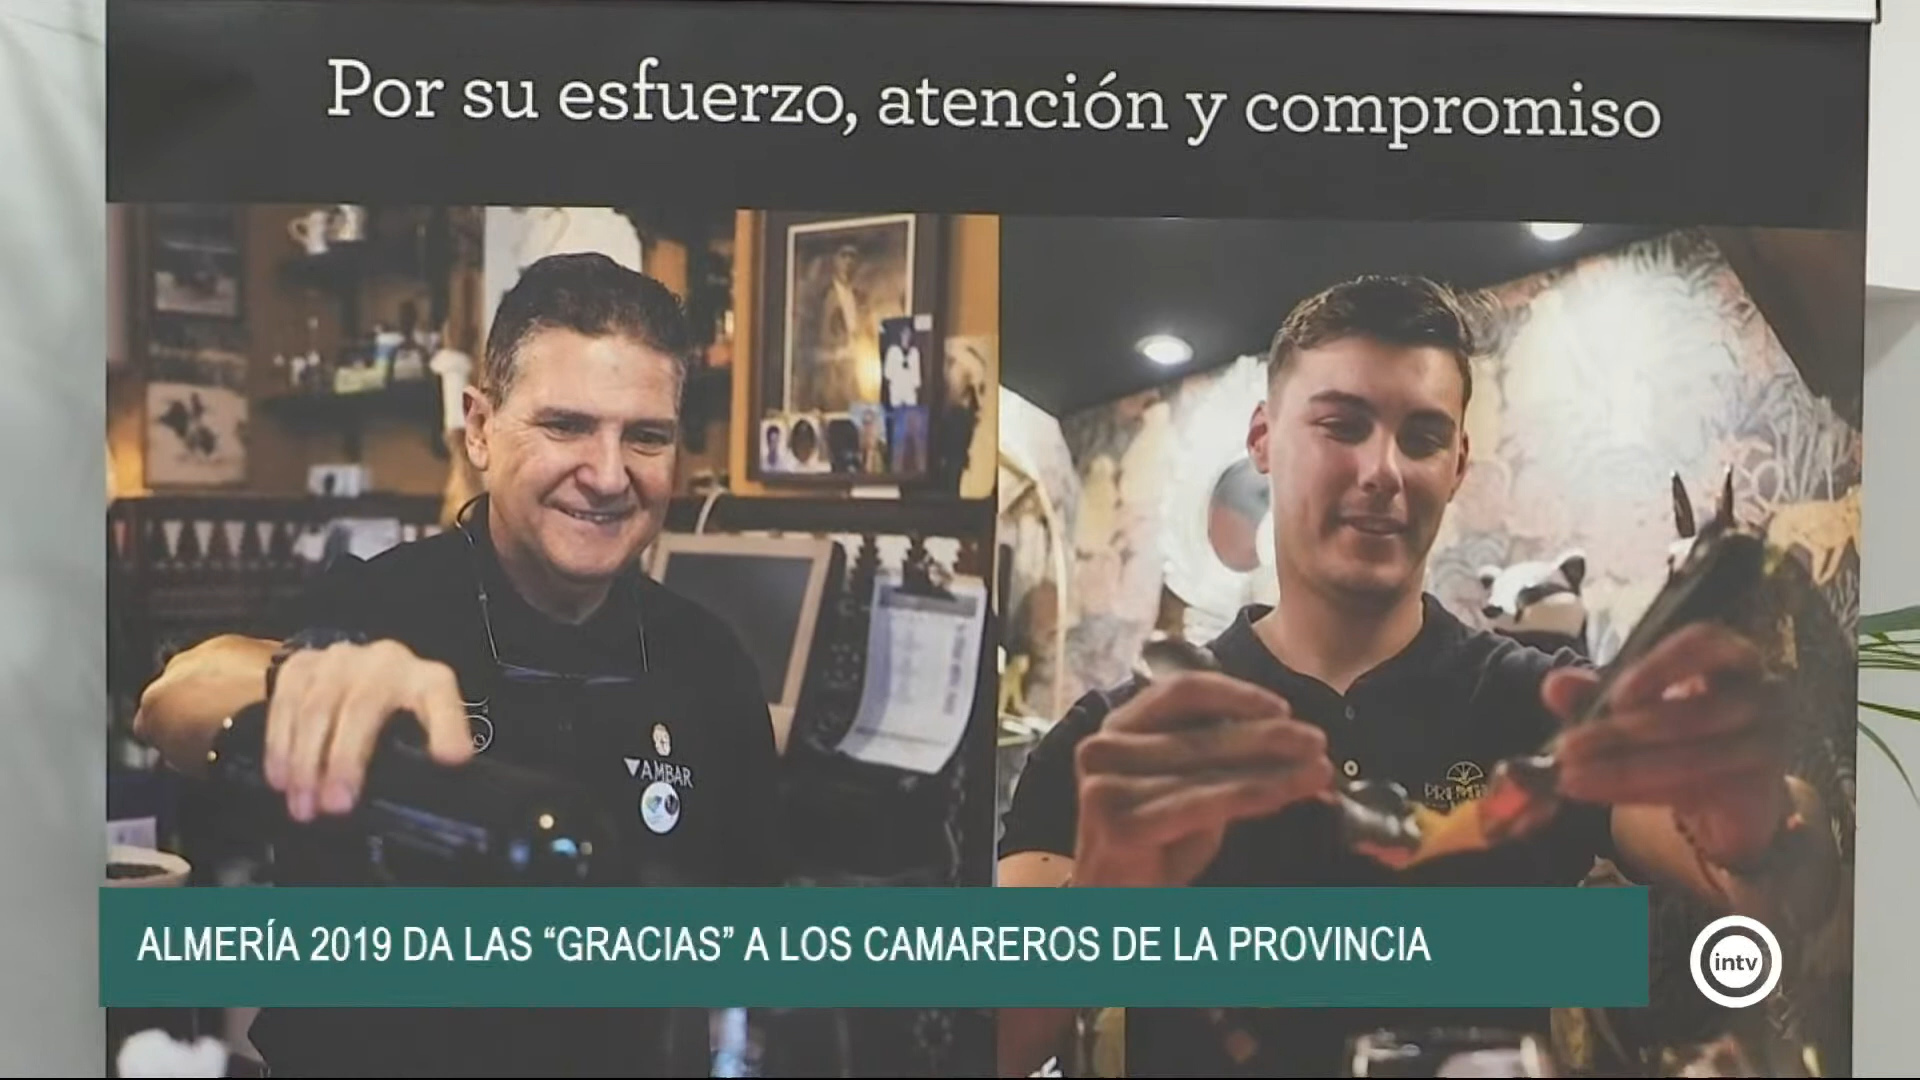 Por su esfuerzo, atención y compromiso
AMBAR
ALMERÍA 2019 DA LAS “GRACIAS” A LOS CAMAREROS DE LA PROVINCIA
intv